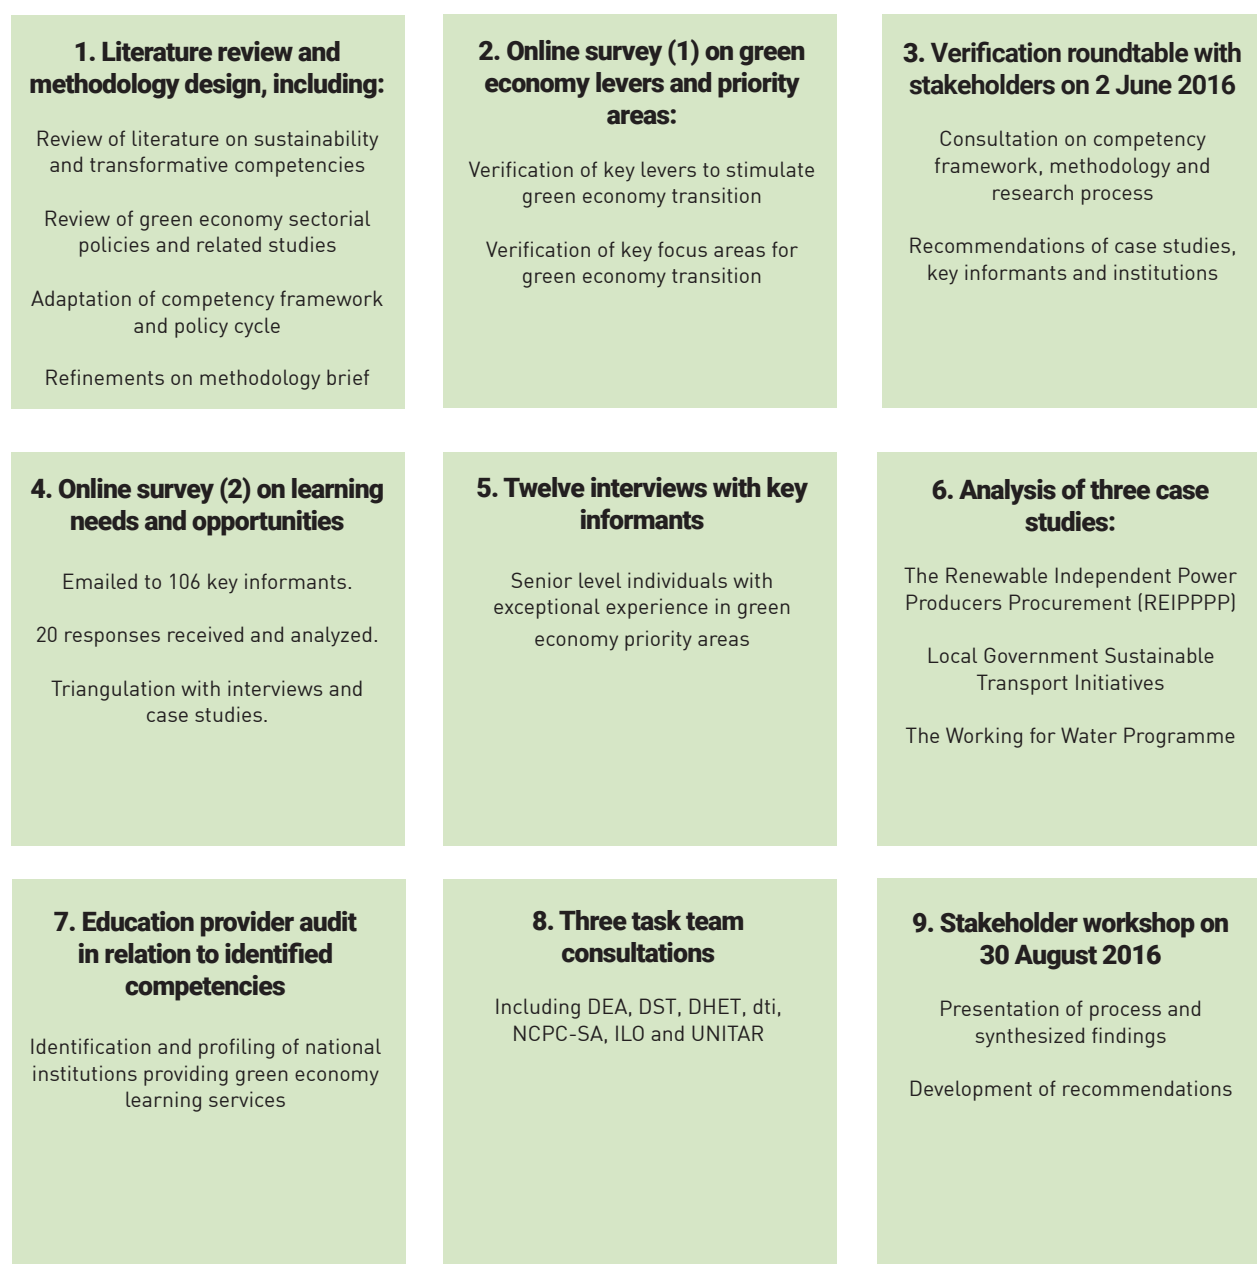 1. Literature review and
methodology design, including:
Review of literature on sustainability
and transformative competencies
Review of green economy sectorial
policies and related studies
Adaptation of competency framework
and policy cycle
Refinements on methodology brief
2. Online survey (1) on green
economy levers and priority
areas:
Verification of key levers to stimulate
green economy transition
Verification of key focus areas for
green economy transition
3. Verification roundtable with
stakeholders on 2 June 2016
Consultation on competency
framework, methodology and
research process
Recommendations of case studies,
key informants and institutions
4. Online survey (2) on learning
needs and opportunities
Emailed to 106 key informants.
20 responses received and analyzed.
Triangulation with interviews and
case studies.
5. Twelve interviews with key
informants
Senior level individuals with
exceptional experience in green
economy priority areas
6. Analysis of three case
studies:
The Renewable Independent Power
Producers Procurement (REIPPPP)
Local Government Sustainable
Transport Initiatives
The Working for Water Programme
7. Education provider audit
in relation to identified
competencies
Identification and profiling of national
institutions providing green economy
learning services
8. Three task team
consultations
Including DEA, DST, DHET, dti,
NCPC-SA, ILO and UNITAR
9. Stakeholder workshop on
30 August 2016
Presentation of process and
synthesized findings
Development of recommendations